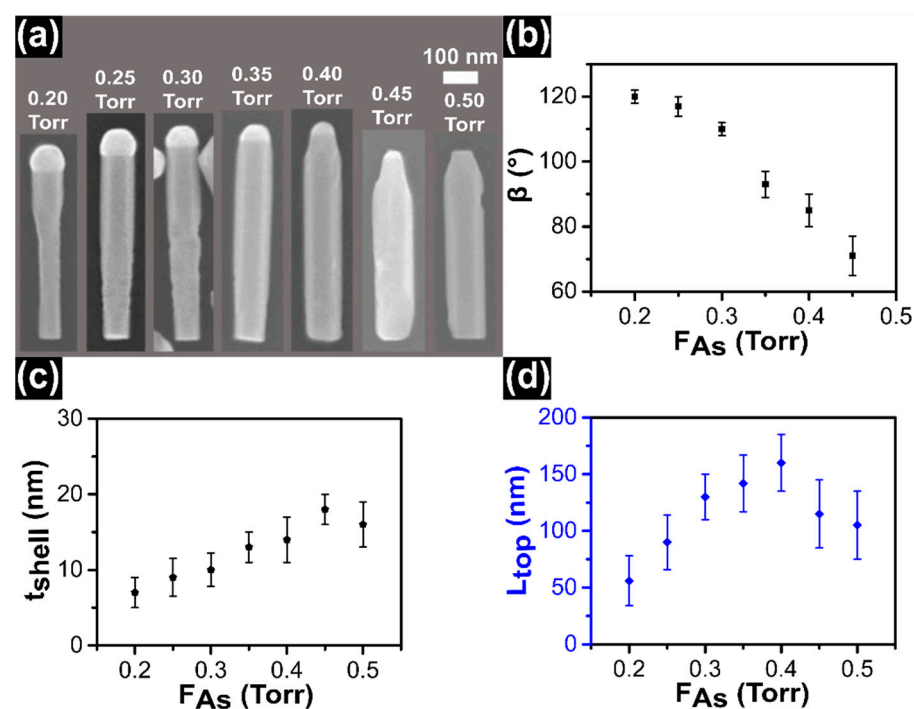 (a)
0.20
Torr
0.25
Torr
0.30
Torr
0.35
Torr
0.40
Torr
0.45
Torr
100 nm
0.50
Torr
(b)
120
100
80
60
β (°)
0.2 0.3 0.4 0.5
FAs (Torr)
(c)
30
20
10
0
tshell (nm)
0.2 0.3 0.4 0.5
FAs (Torr)
(d)
200
150
100
50
0
Ltop (nm)
0.2 0.3 0.4 0.5
FAs (Torr)